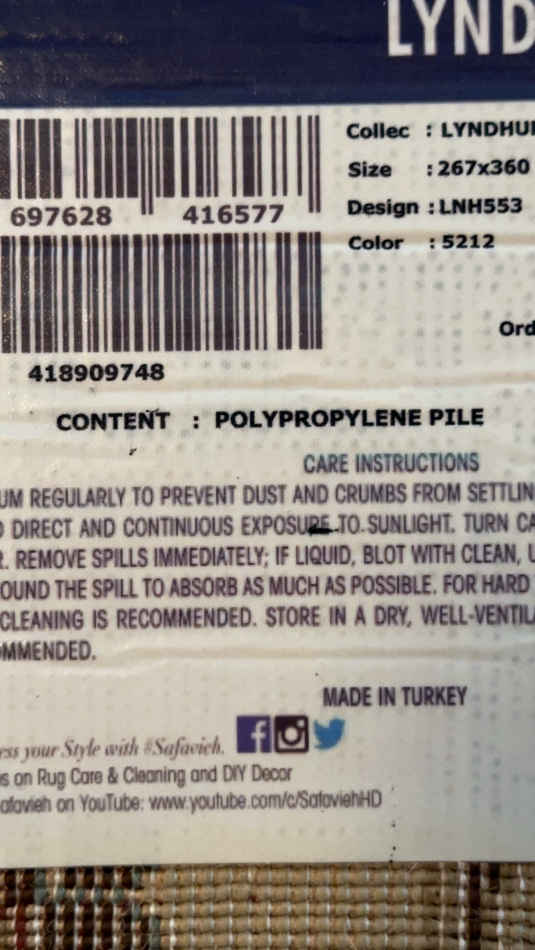 LYND
Collec : LYNDHU
Size : 267x360
Design : LNH553
Color : 5212
697628 416577
Ord
418909748
CONTENT : POLYPROPYLENE PILE
CARE INSTRUCTIONS
UM REGULARLY TO PREVENT DUST AND CRUMBS FROM SETTLIN
DIRECT AND CONTINUOUS EXPOSURE TO SUNLIGHT. TURN CA
R. REMOVE SPILLS IMMEDIATELY; IF LIQUID, BLOT WITH CLEAN, U
OUND THE SPILL TO ABSORB AS MUCH AS POSSIBLE. FOR HARD
CLEANING IS RECOMMENDED. STORE IN A DRY, WELL-VENTIL
OMMENDED.
MADE IN TURKEY
ess your Style with #Safavieh.
s on Rug Care & Cleaning and DIY Decor
afavieh on YouTube: www.youtube.com/c/SafaviehHD